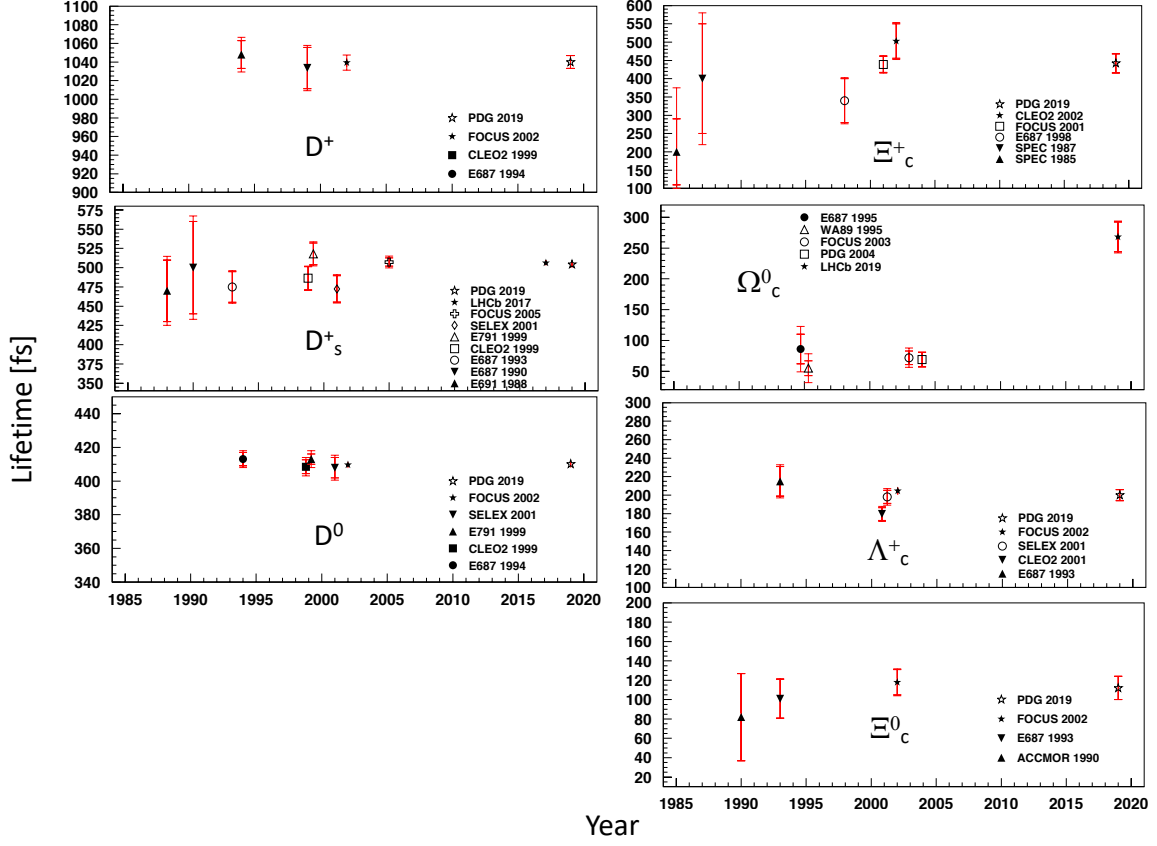 Lifetime [fs]
1100
1080
1060
1040
1020
1000
980
960
940
920
900
D⁺
PDG 2019
FOCUS 2002
CLEO2 1999
E687 1994
575
550
525
500
475
450
425
400
375
350
D⁺s
PDG 2019
LHCb 2017
FOCUS 2005
SELEX 2001
E791 1999
CLEO2 1999
E687 1993
E687 1990
E691 1988
440
420
400
380
360
340
D⁰
PDG 2019
FOCUS 2002
SELEX 2001
E791 1999
CLEO2 1999
E687 1994
1985 1990 1995 2000 2005 2010 2015 2020
600
550
500
450
400
350
300
250
200
150
100
Ξ⁺c
PDG 2019
CLEO2 2002
FOCUS 2001
E687 1998
SPEC 1987
SPEC 1985
300
250
200
150
100
50
Ω⁰c
E687 1995
WA89 1995
FOCUS 2003
PDG 2004
LHCb 2019
300
280
260
240
220
200
180
160
140
120
100
Λ⁺c
PDG 2019
FOCUS 2002
SELEX 2001
CLEO2 2001
E687 1993
200
180
160
140
120
100
80
60
40
20
Ξ⁰c
PDG 2019
FOCUS 2002
E687 1993
ACCMOR 1990
1985 1990 1995 2000 2005 2010 2015 2020
Year